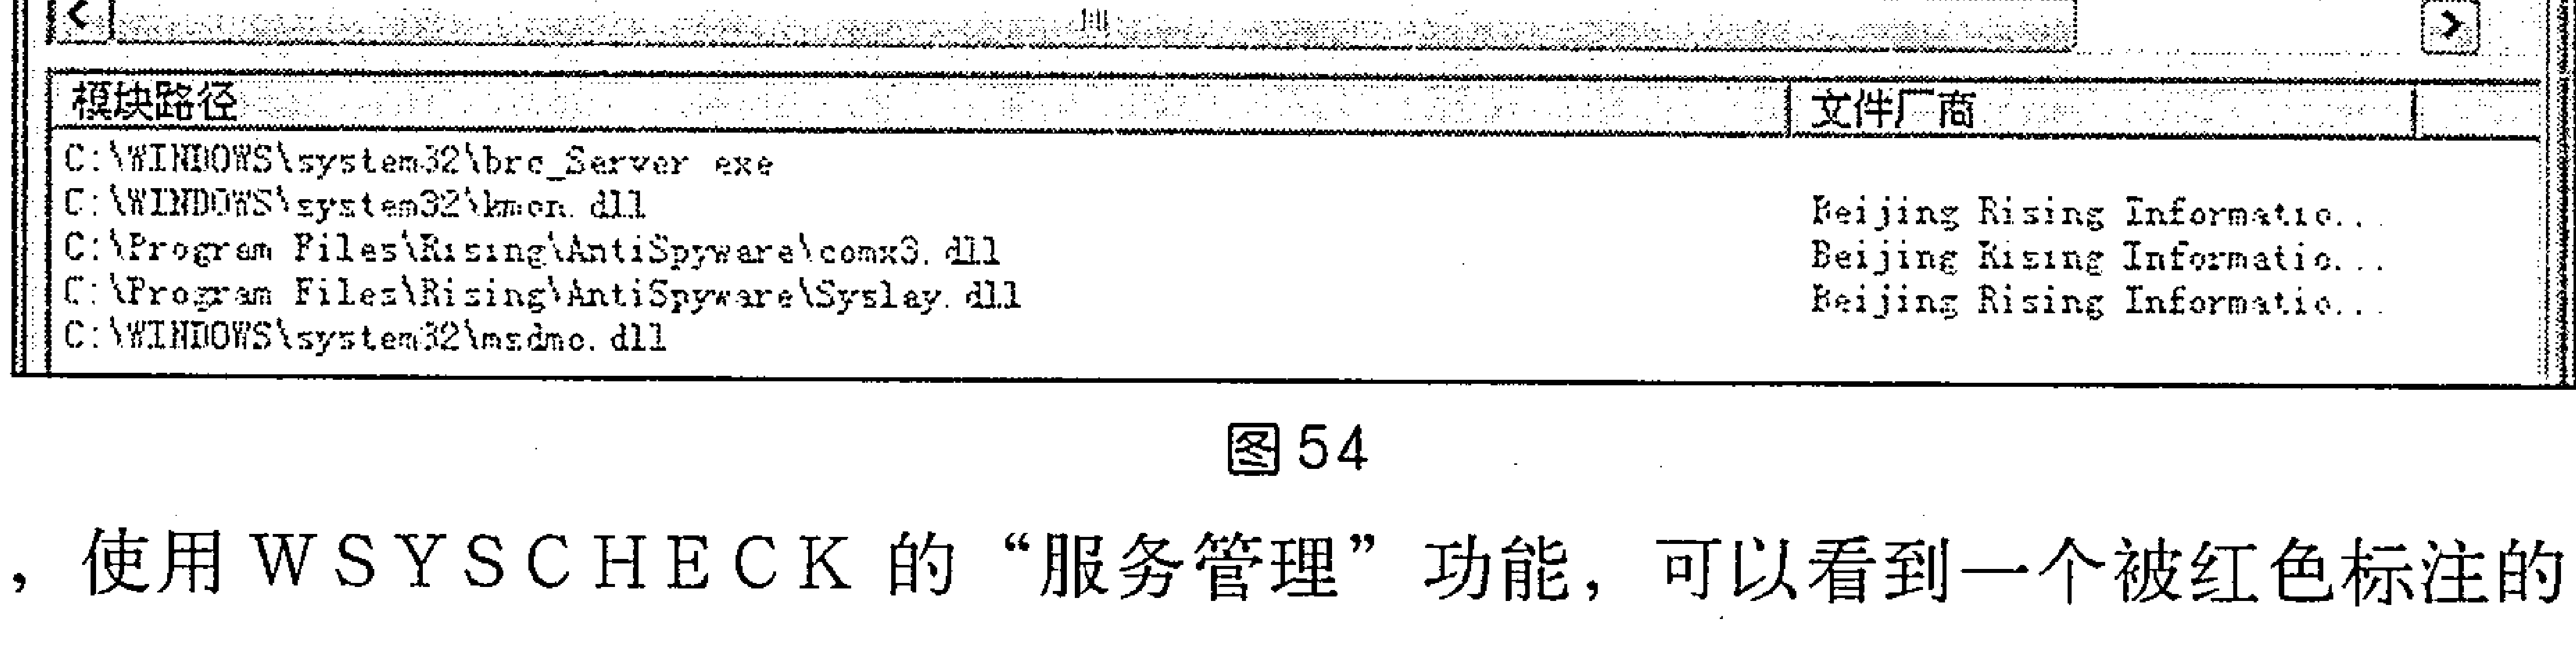 模块路径 文件厂商
C:\WINDOWS\system32\brc_Server exe
C:\WINDOWS\system32\kmon.dll Beijing Rising Informatio...
C:\Program Files\Rising\AntiSpyware\comx3.dll Beijing Rising Informatio...
C:\Program Files\Rising\AntiSpyware\Syslay.dll Beijing Rising Informatio...
C:\WINDOWS\system32\msdmo.dll
图54
，使用WSYSCHECK的“服务管理”功能，可以看到一个被红色标注的